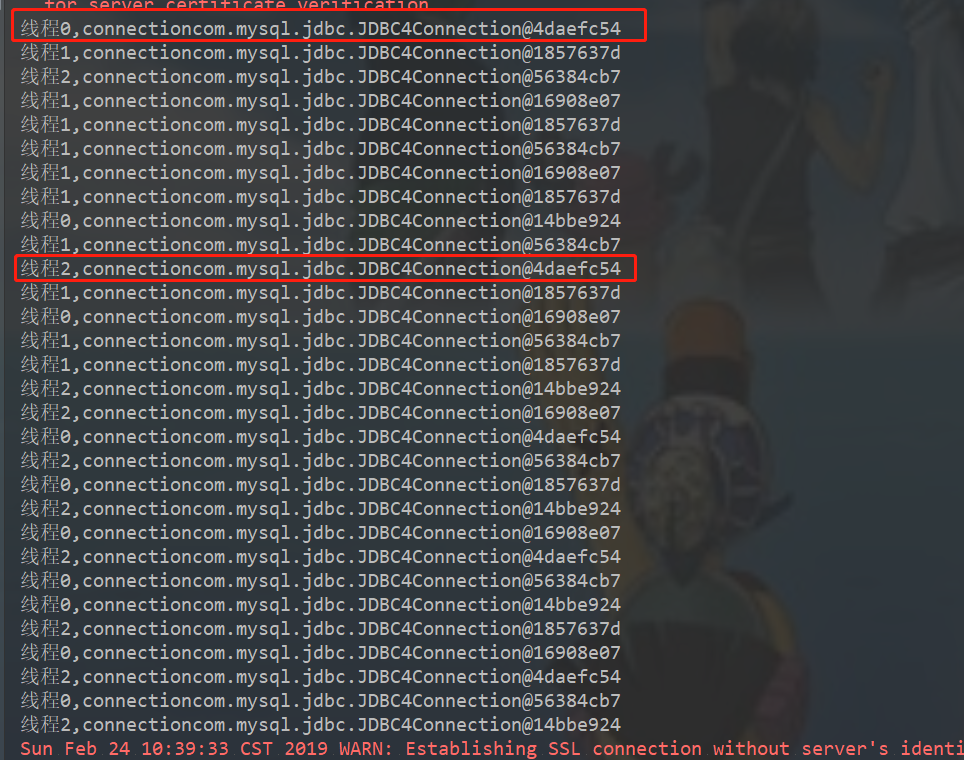 for server certificate verification
线程0,connectioncom.mysql.jdbc.JDBC4Connection@4daefc54
线程1,connectioncom.mysql.jdbc.JDBC4Connection@1857637d
线程2,connectioncom.mysql.jdbc.JDBC4Connection@56384cb7
线程1,connectioncom.mysql.jdbc.JDBC4Connection@16908e07
线程1,connectioncom.mysql.jdbc.JDBC4Connection@1857637d
线程1,connectioncom.mysql.jdbc.JDBC4Connection@56384cb7
线程1,connectioncom.mysql.jdbc.JDBC4Connection@16908e07
线程1,connectioncom.mysql.jdbc.JDBC4Connection@1857637d
线程0,connectioncom.mysql.jdbc.JDBC4Connection@14bbe924
线程1,connectioncom.mysql.jdbc.JDBC4Connection@56384cb7
线程2,connectioncom.mysql.jdbc.JDBC4Connection@4daefc54
线程1,connectioncom.mysql.jdbc.JDBC4Connection@1857637d
线程0,connectioncom.mysql.jdbc.JDBC4Connection@16908e07
线程1,connectioncom.mysql.jdbc.JDBC4Connection@56384cb7
线程1,connectioncom.mysql.jdbc.JDBC4Connection@1857637d
线程2,connectioncom.mysql.jdbc.JDBC4Connection@14bbe924
线程2,connectioncom.mysql.jdbc.JDBC4Connection@16908e07
线程0,connectioncom.mysql.jdbc.JDBC4Connection@4daefc54
线程2,connectioncom.mysql.jdbc.JDBC4Connection@56384cb7
线程0,connectioncom.mysql.jdbc.JDBC4Connection@1857637d
线程2,connectioncom.mysql.jdbc.JDBC4Connection@14bbe924
线程0,connectioncom.mysql.jdbc.JDBC4Connection@16908e07
线程2,connectioncom.mysql.jdbc.JDBC4Connection@4daefc54
线程0,connectioncom.mysql.jdbc.JDBC4Connection@56384cb7
线程0,connectioncom.mysql.jdbc.JDBC4Connection@14bbe924
线程2,connectioncom.mysql.jdbc.JDBC4Connection@1857637d
线程0,connectioncom.mysql.jdbc.JDBC4Connection@16908e07
线程2,connectioncom.mysql.jdbc.JDBC4Connection@4daefc54
线程0,connectioncom.mysql.jdbc.JDBC4Connection@56384cb7
线程2,connectioncom.mysql.jdbc.JDBC4Connection@14bbe924
Sun Feb 24 10:39:33 CST 2019 WARN: Establishing SSL connection without server's identi